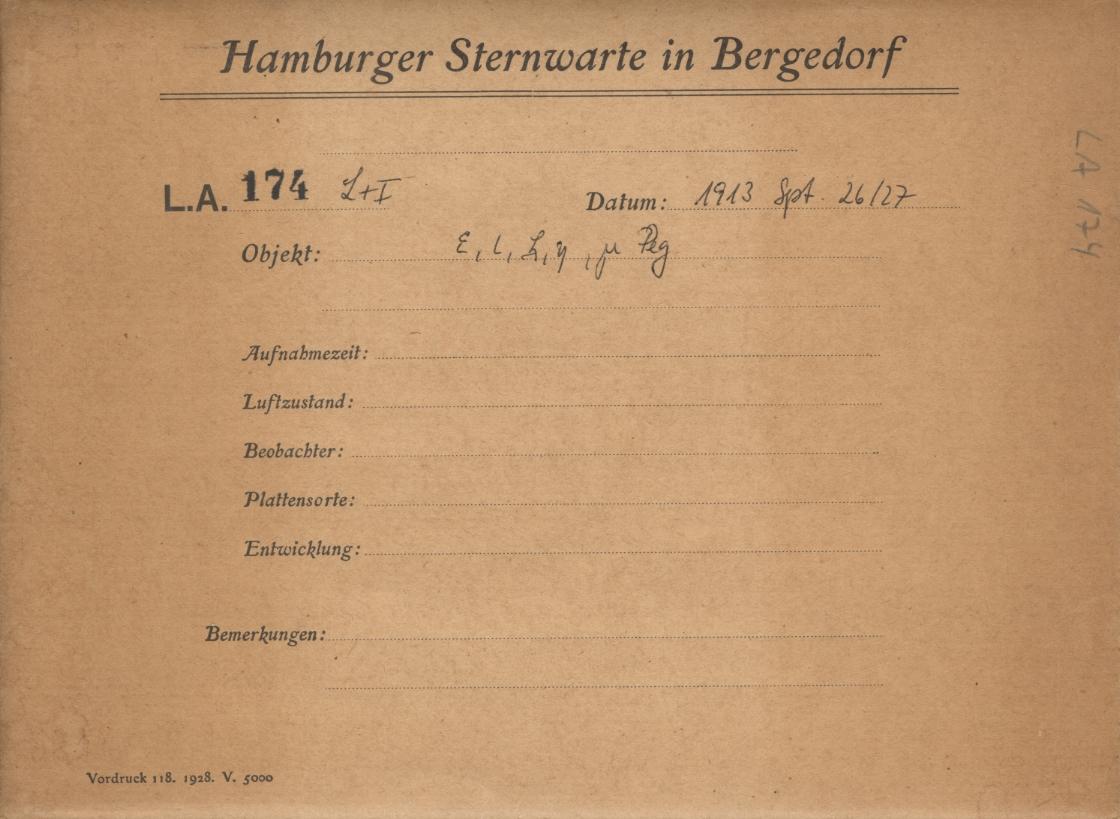 Hamburger Sternwarte in Bergedorf
L.A. 174 L+I
Datum: 1913 Spt. 26/27
Objekt: ε, ι, ζ, η, μ Peg
Aufnahmezeit:
Luftzustand:
Beobachter:
Plattensorte:
Entwicklung:
Bemerkungen:
Vordruck 118. 1928. V. 5000
LA 174